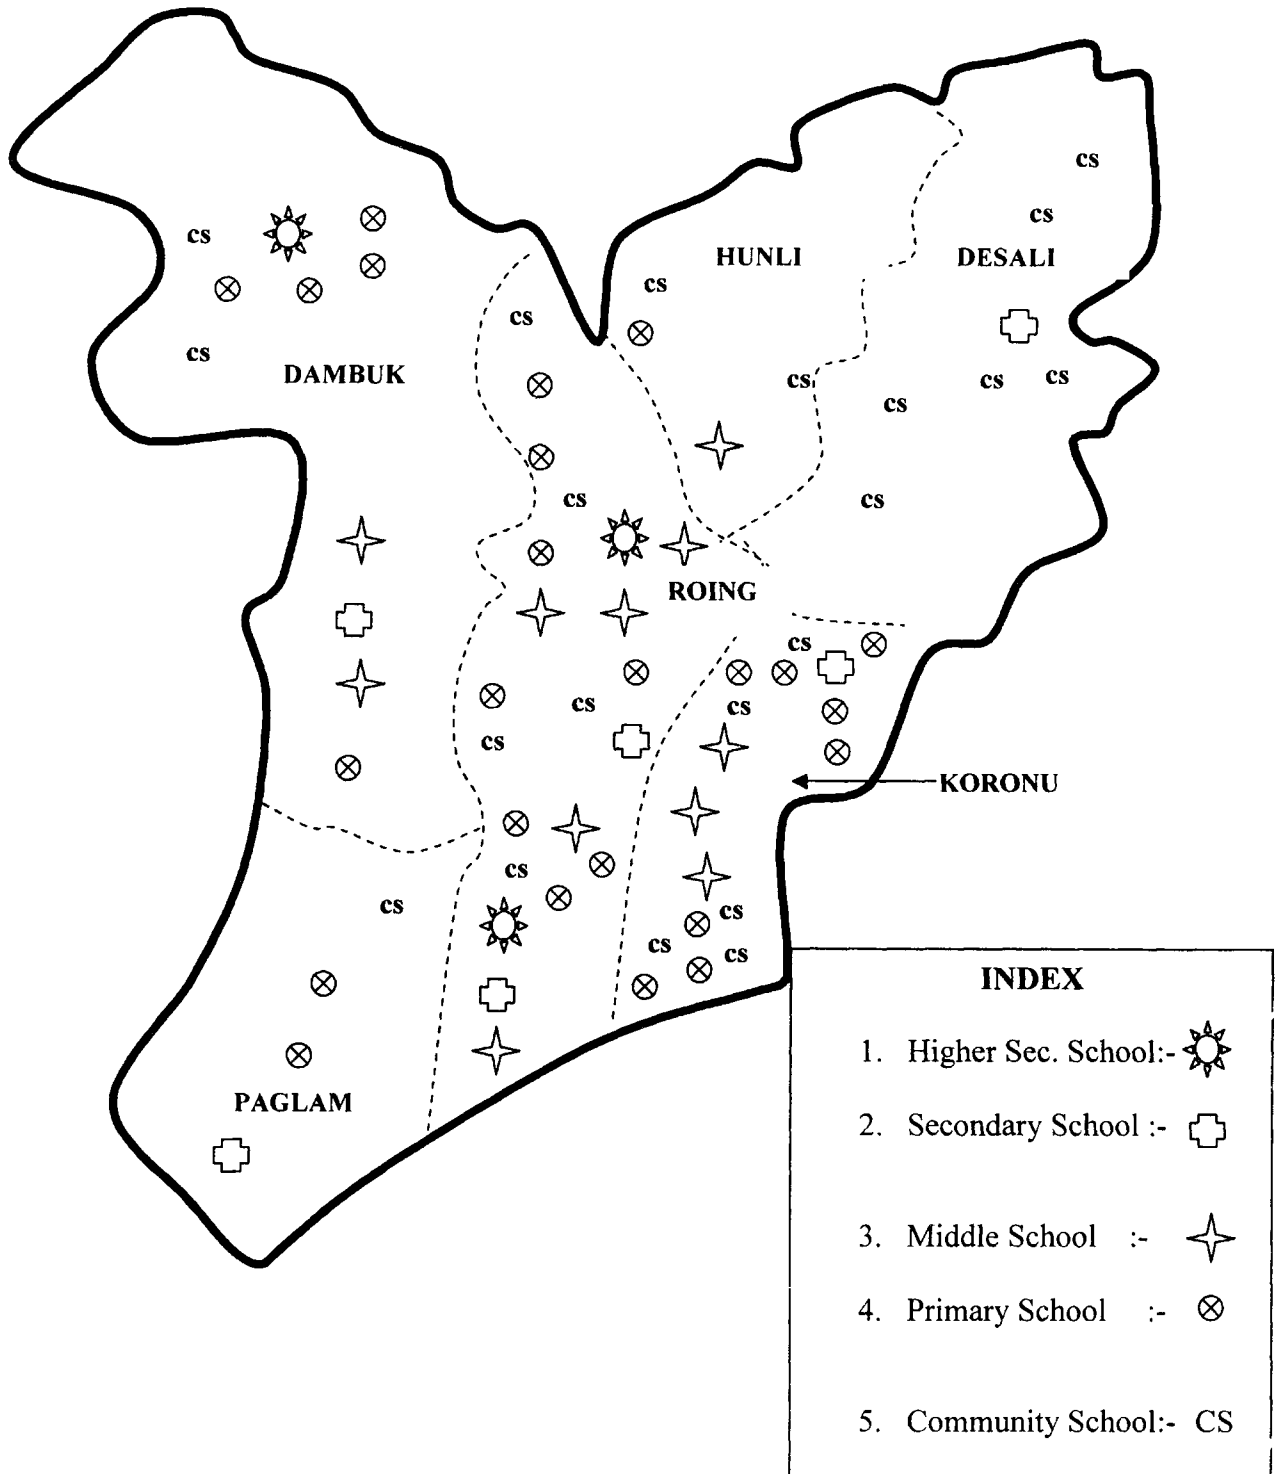 cs
cs
cs
HUNLI
DESALI
cs
cs
cs
DAMBUK
cs
cs
cs
cs
cs
cs
cs
ROING
cs
cs
cs
cs
KORONU
cs
cs
cs
cs
cs
PAGLAM
INDEX
1. Higher Sec. School:-
2. Secondary School :-
3. Middle School :-
4. Primary School :-
5. Community School:- CS